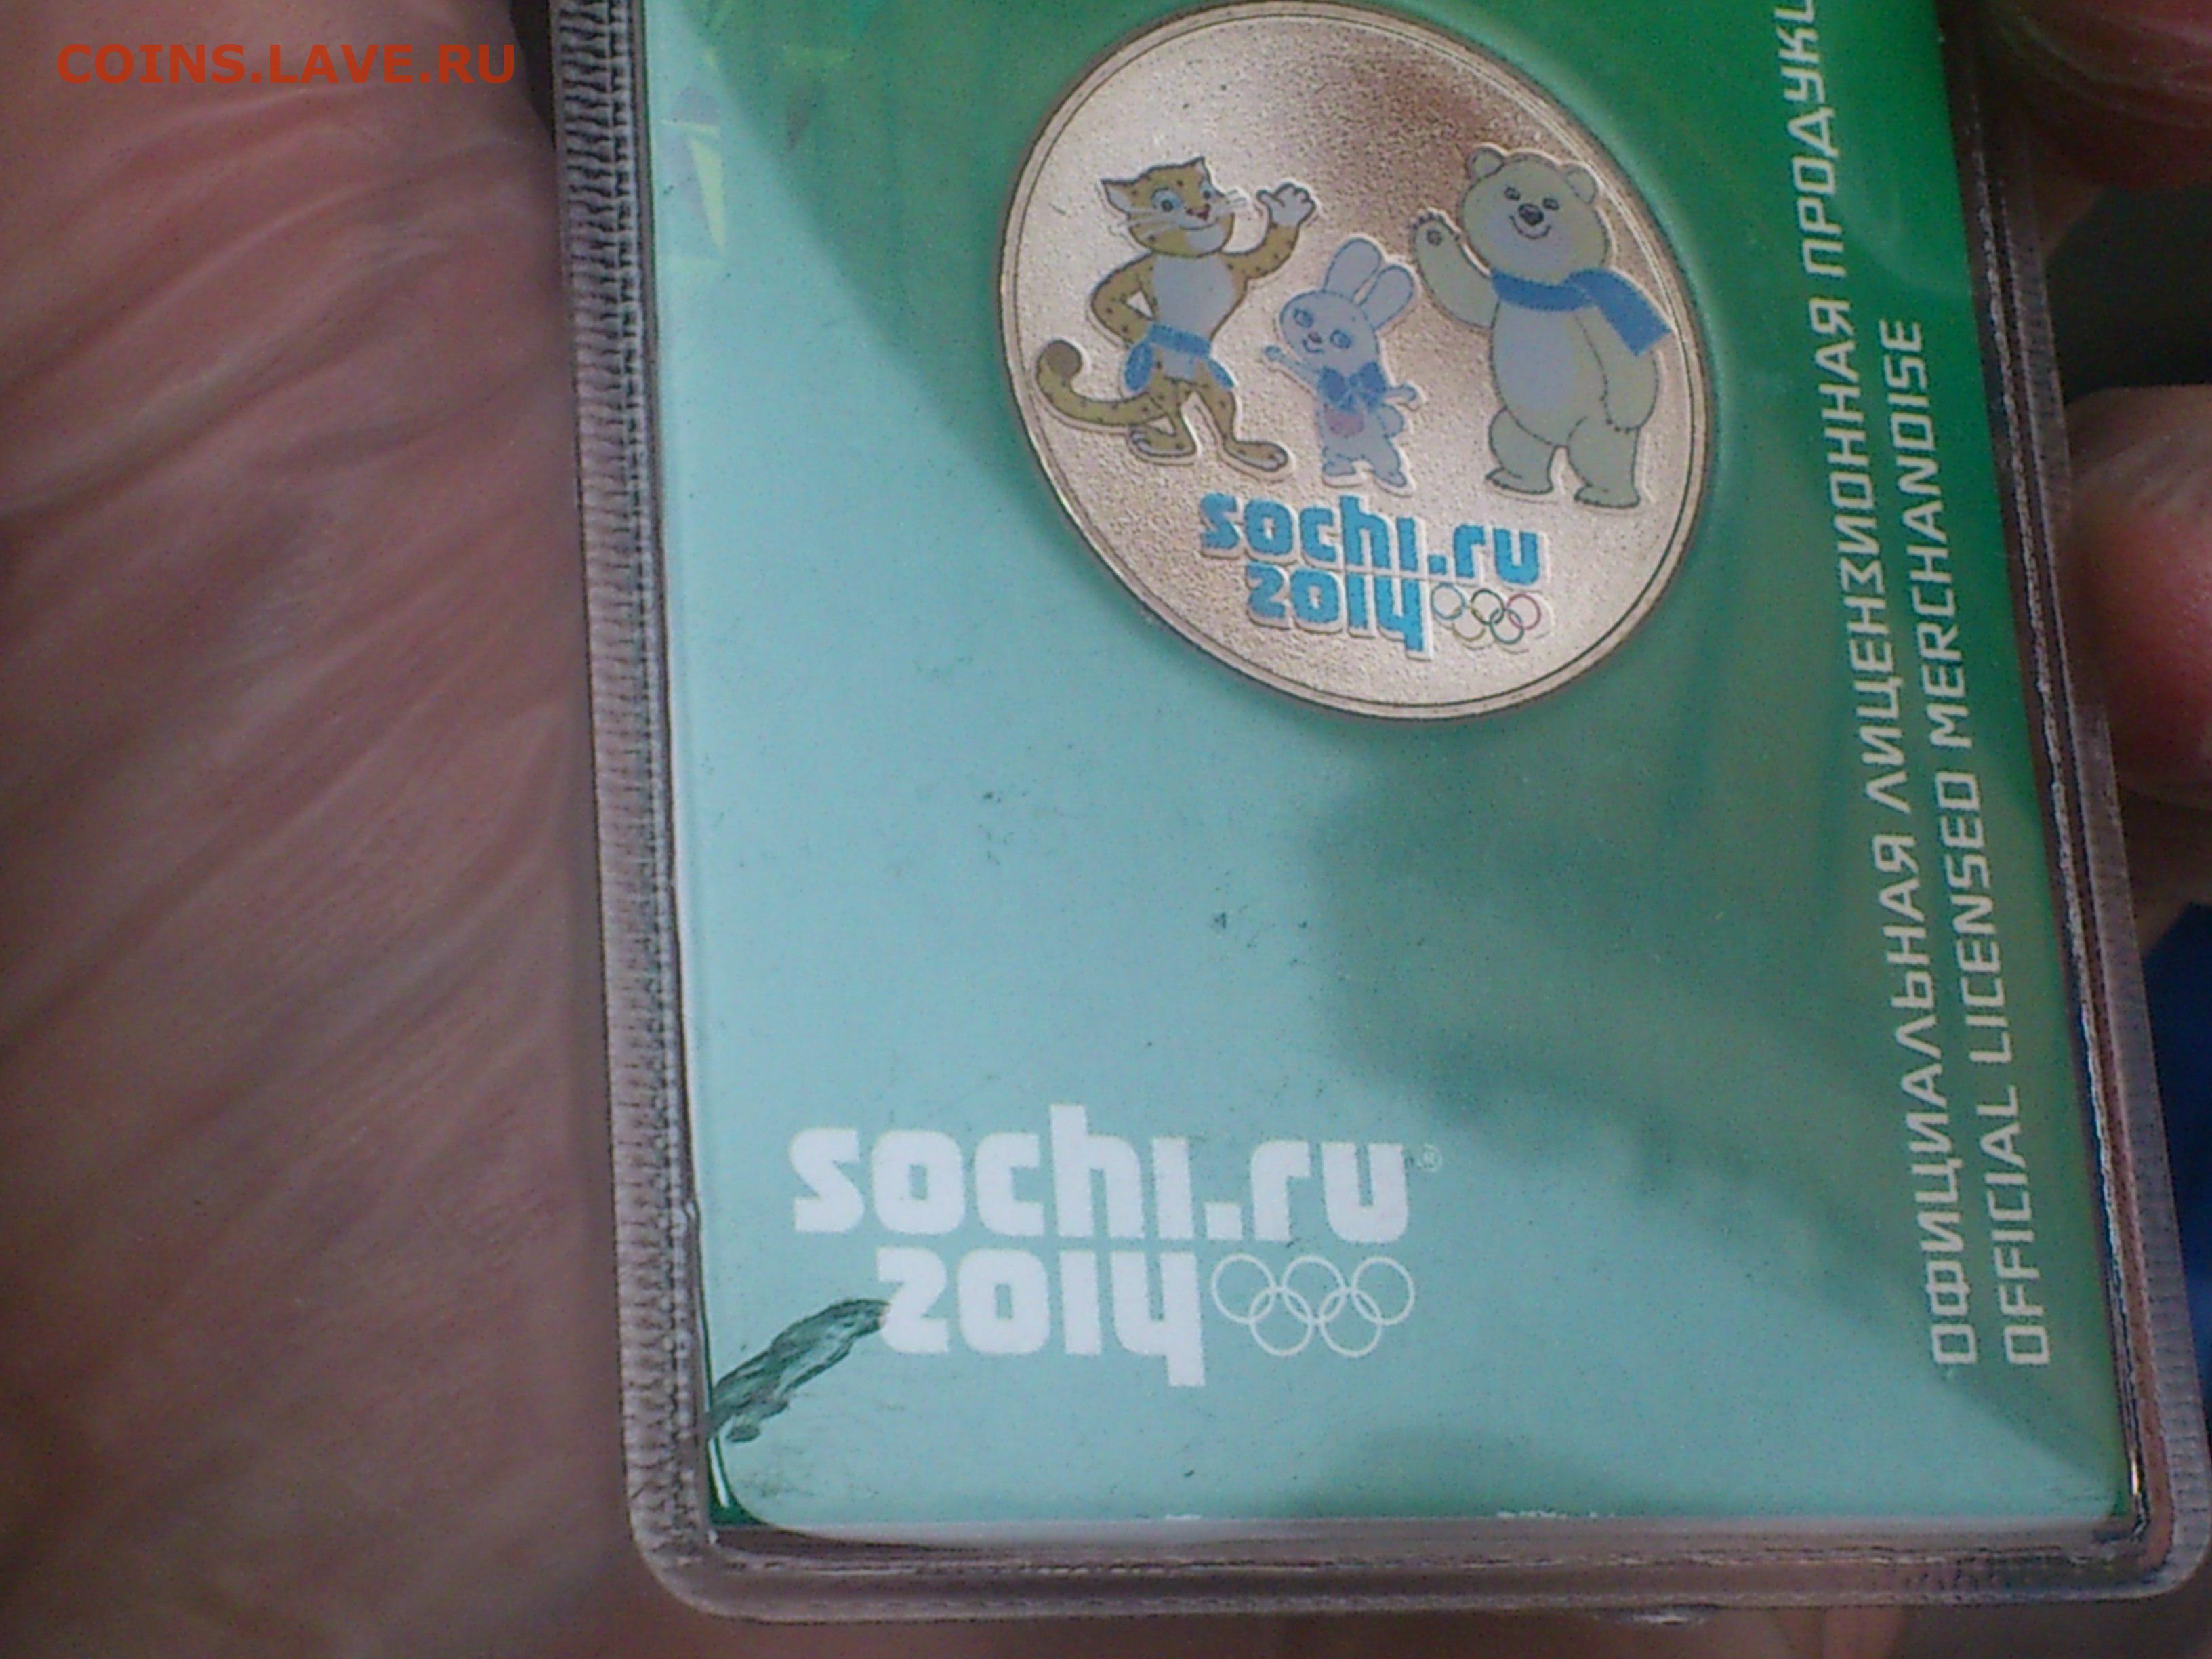 COINS.LAVE.RU
sochi.ru
2014
ОФИЦИАЛЬНАЯ ЛИЦЕНЗИОННАЯ
OFFICIAL LICENSED MERCHANDISE
sochi.ru®
2014